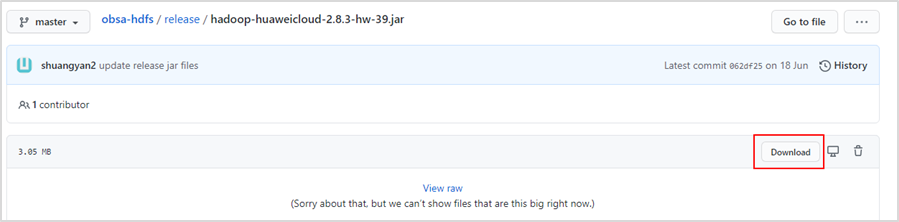 master
obsa-hdfs / release / hadoop-huaweicloud-2.8.3-hw-39.jar
Go to file
...
shuangyan2 update release jar files
Latest commit 062df25 on 18 Jun
History
1 contributor
3.05 MB
Download
View raw
(Sorry about that, but we can't show files that are this big right now.)